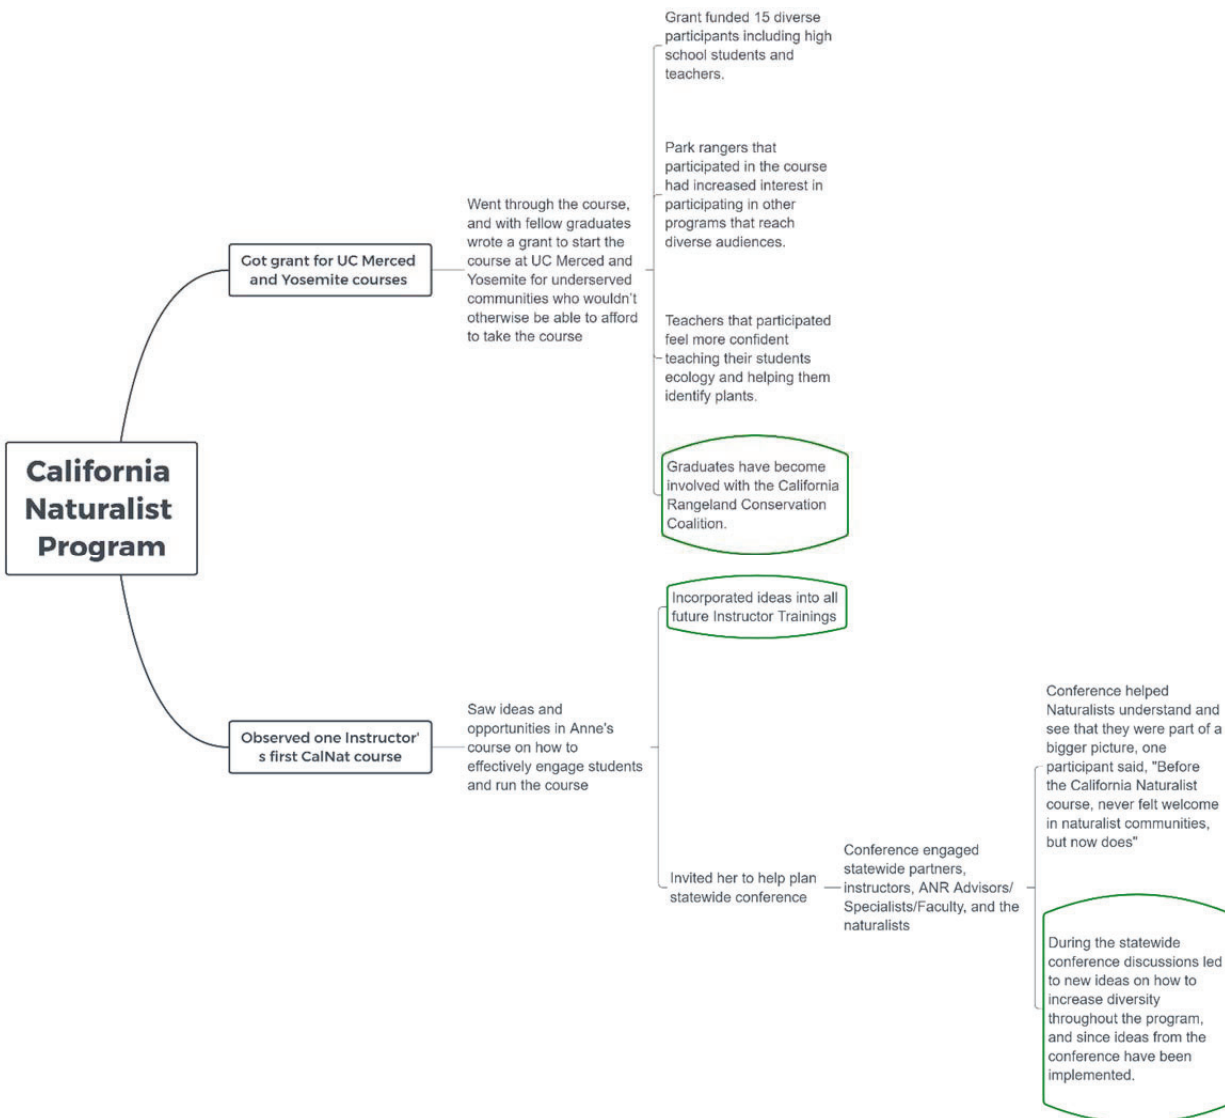 California
Naturalist
Program
Got grant for UC Merced
and Yosemite courses
Went through the course,
and with fellow graduates
wrote a grant to start the
course at UC Merced and
Yosemite for underserved
communities who wouldn't
otherwise be able to afford
to take the course
Grant funded 15 diverse
participants including high
school students and
teachers.
Park rangers that
participated in the course
had increased interest in
participating in other
programs that reach
diverse audiences.
Teachers that participated
feel more confident
teaching their students
ecology and helping them
identify plants.
Graduates have become
involved with the California
Rangeland Conservation
Coalition.
Observed one Instructor'
s first CalNat course
Saw ideas and
opportunities in Anne's
course on how to
effectively engage students
and run the course
Incorporated ideas into all
future Instructor Trainings
Invited her to help plan
statewide conference
Conference engaged
statewide partners,
instructors, ANR Advisors/
Specialists/Faculty, and the
naturalists
Conference helped
Naturalists understand and
see that they were part of a
bigger picture, one
participant said, "Before
the California Naturalist
course, never felt welcome
in naturalist communities,
but now does"
During the statewide
conference discussions led
to new ideas on how to
increase diversity
throughout the program,
and since ideas from the
conference have been
implemented.